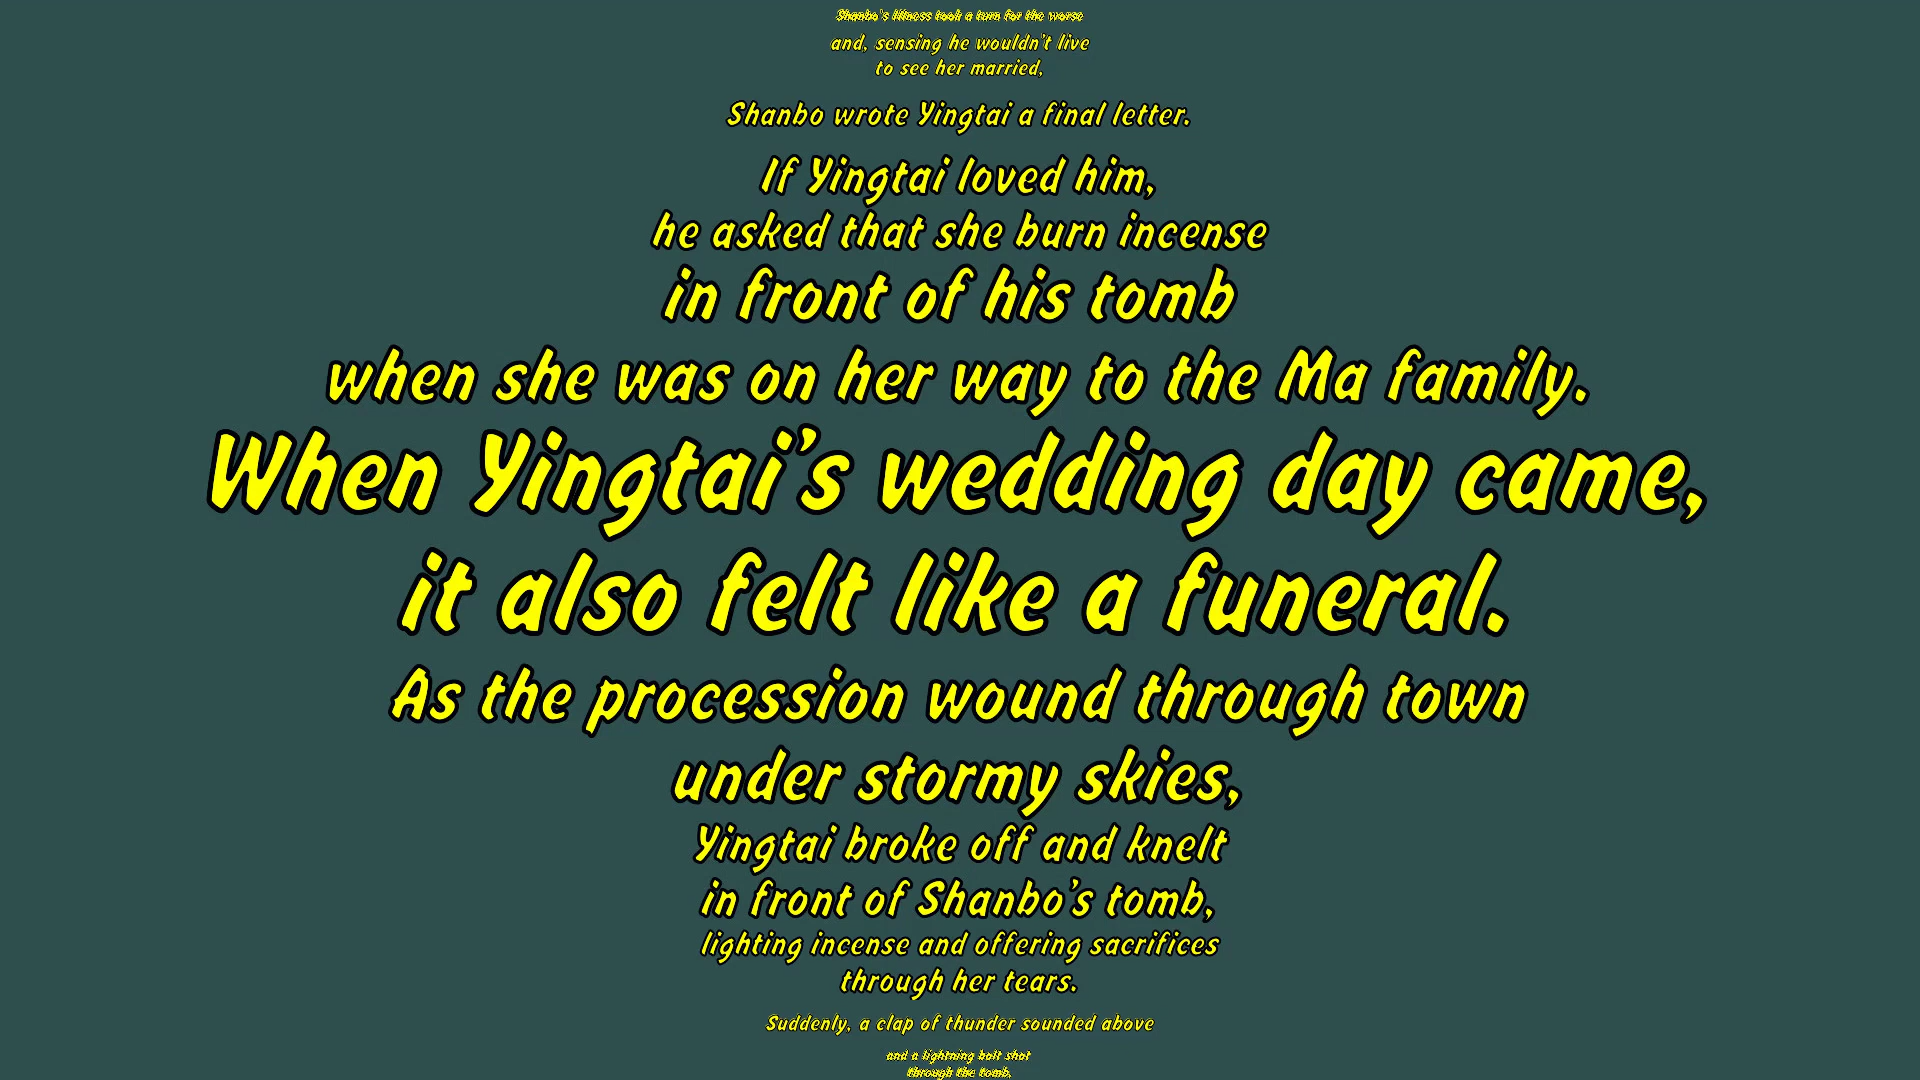 Shanbo's illness took a turn for the worse
and, sensing he wouldn't live
to see her married,
Shanbo wrote Yingtai a final letter.
If Yingtai loved him,
he asked that she burn incense
in front of his tomb
when she was on her way to the Ma family.
When Yingtai's wedding day came,
it also felt like a funeral.
As the procession wound through town
under stormy skies,
Yingtai broke off and knelt
in front of Shanbo's tomb,
lighting incense and offering sacrifices
through her tears.
Suddenly, a clap of thunder sounded above
and a lightning bolt shot
through the tomb,